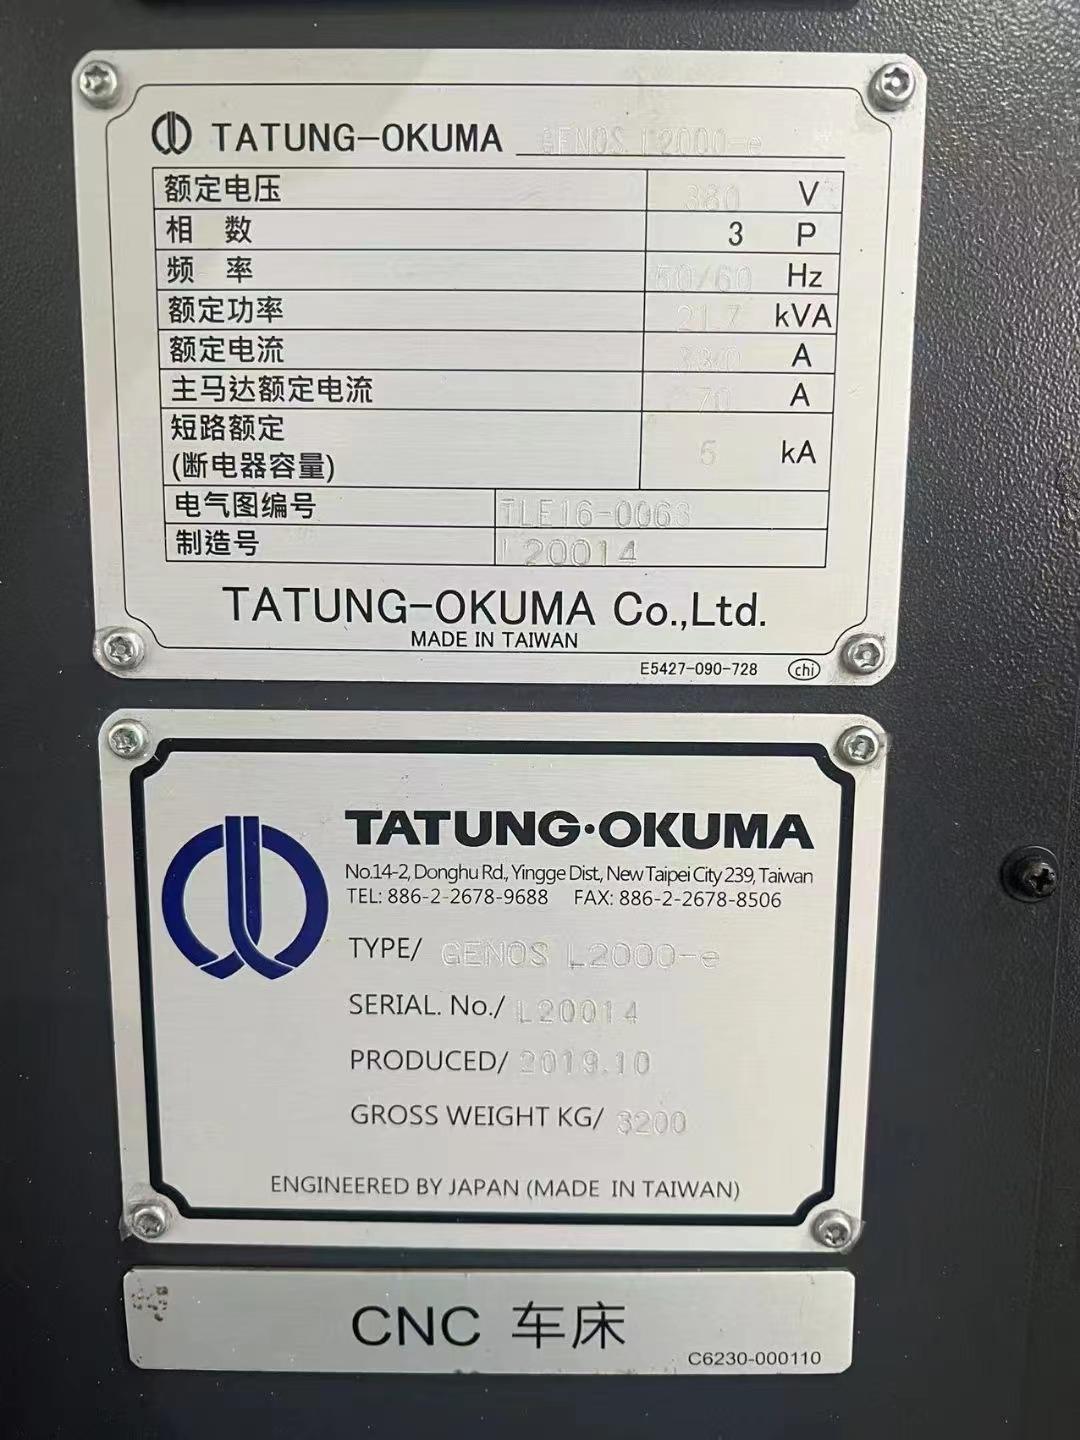 TATUNG-OKUMA GENOS L2000-e
额定电压 380 V
相 数 3 P
频 率 50/60 Hz
额定功率 21.7 kVA
额定电流 A
主马达额定电流 70 A
短路额定
(断电器容量) 5 kA
电气图编号 TLE16-0063
制造号 L20014
TATUNG-OKUMA Co.,Ltd.
MADE IN TAIWAN
E5427-090-728 chi
TATUNG·OKUMA
No.14-2, Donghu Rd., Yingge Dist., New Taipei City 239, Taiwan
TEL: 886-2-2678-9688 FAX: 886-2-2678-8506
TYPE/ GENOS L2000-e
SERIAL. No./ L20014
PRODUCED/ 2019.10
GROSS WEIGHT KG/ 3200
ENGINEERED BY JAPAN (MADE IN TAIWAN)
CNC 车床
C6230-000110